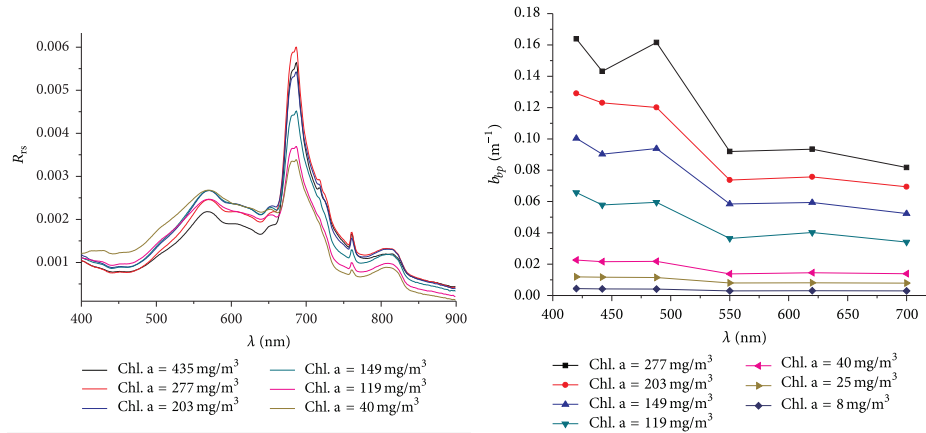 0.006
0.005
0.004
0.003
0.002
0.001
R_rs
400
500
600
700
800
900
λ (nm)
Chl. a = 435 mg/m³
Chl. a = 277 mg/m³
Chl. a = 203 mg/m³
Chl. a = 149 mg/m³
Chl. a = 119 mg/m³
Chl. a = 40 mg/m³
0.18
0.16
0.14
0.12
0.10
0.08
0.06
0.04
0.02
0.00
b_bp (m⁻¹)
400
450
500
550
600
650
700
λ (nm)
Chl. a = 277 mg/m³
Chl. a = 203 mg/m³
Chl. a = 149 mg/m³
Chl. a = 119 mg/m³
Chl. a = 40 mg/m³
Chl. a = 25 mg/m³
Chl. a = 8 mg/m³